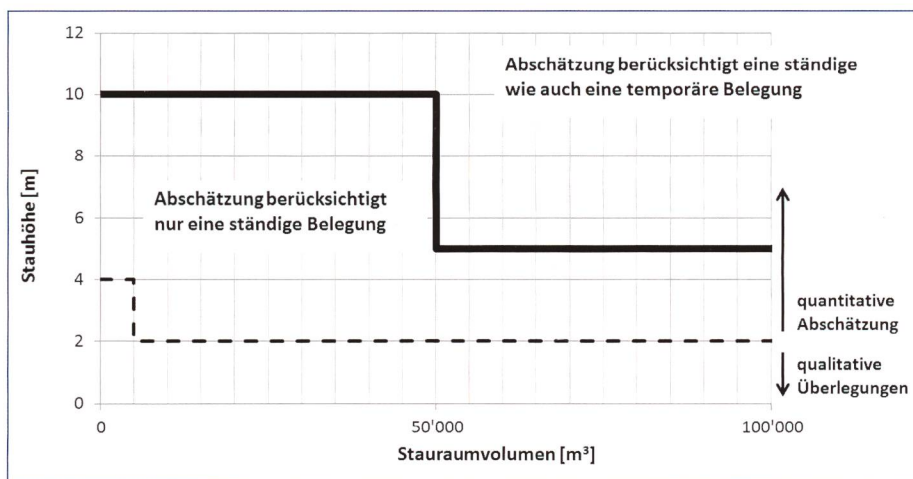 12
10
8
6
4
2
0
Stauhöhe [m]
Abschätzung berücksichtigt eine ständige
wie auch eine temporäre Belegung
Abschätzung berücksichtigt
nur eine ständige Belegung
quantitative
Abschätzung
qualitative
Überlegungen
0
50'000
100'000
Stauraumvolumen [m³]